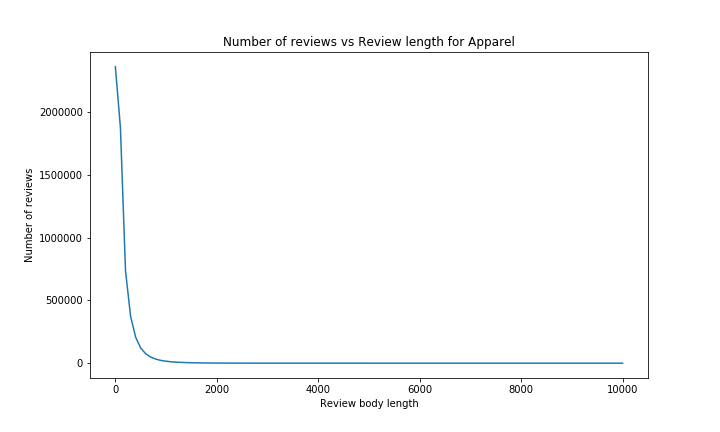 Number of reviews vs Review length for Apparel
2000000
1500000
1000000
500000
0
Number of reviews
0 2000 4000 6000 8000 10000
Review body length